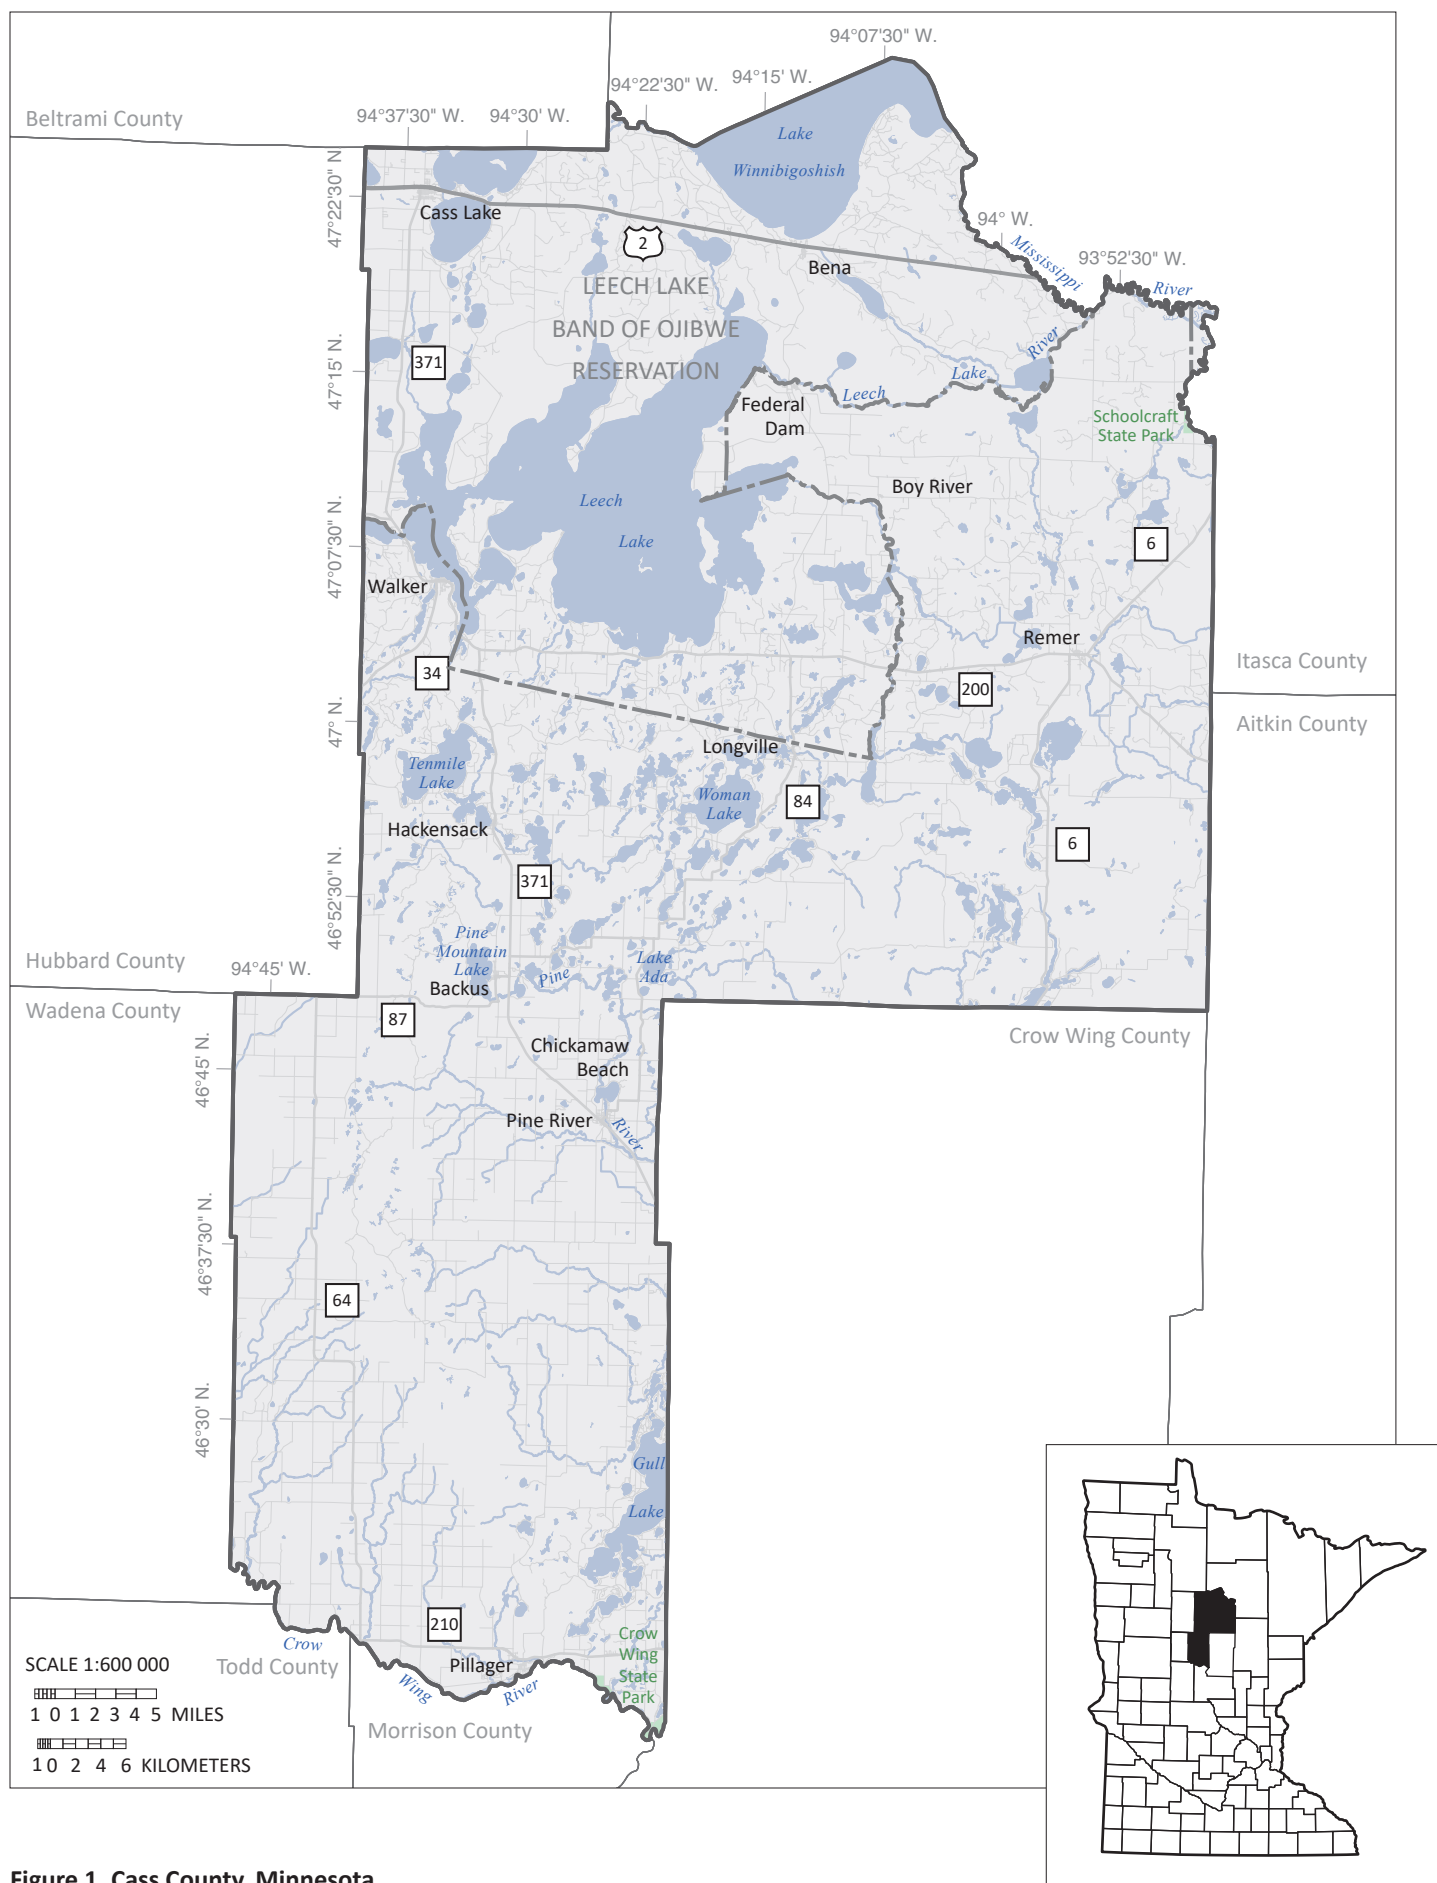 94°07'30" W.
94°15' W.
94°22'30" W.
94°37'30" W.
94°30' W.
Beltrami County
Lake
Winnibigoshish
47°22'30" N.
Cass Lake
94° W.
2
Mississippi
93°52'30" W.
River
Bena
LEECH LAKE
BAND OF OJIBWE
RESERVATION
47°15' N.
371
River
Lake
Leech
Federal
Dam
Schoolcraft
State Park
Boy River
Leech
Lake
47°07'30" N.
6
Walker
Remer
34
200
Itasca County
Aitkin County
47° N.
Longville
Tenmile
Lake
Woman
Lake
84
Hackensack
6
371
46°52'30" N.
Pine
Mountain
Lake
Lake
Ada
Pine
Backus
Hubbard County
94°45' W.
Wadena County
87
Crow Wing County
Chickamaw
Beach
46°45' N.
Pine River
River
46°37'30" N.
64
46°30' N.
Gull
Lake
210
Crow
Wing
State
Park
Crow
Todd County
Pillager
Wing
River
Morrison County
SCALE 1:600 000
1 0 1 2 3 4 5 MILES
1 0 2 4 6 KILOMETERS
Figure 1. Cass County, Minnesota